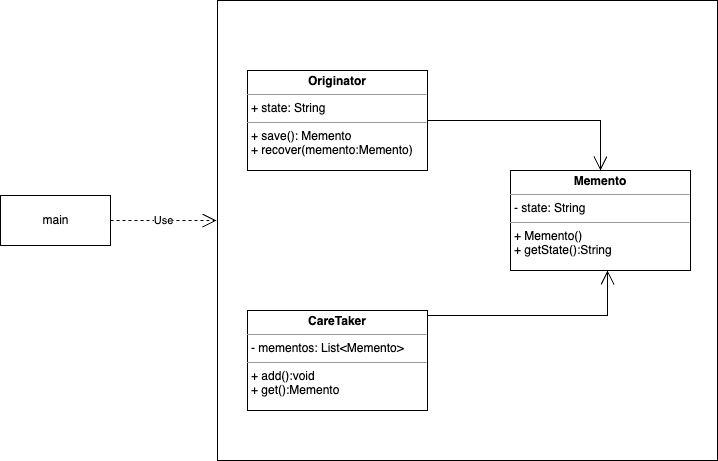 Originator
+ state: String
+ save(): Memento
+ recover(memento:Memento)
Memento
- state: String
+ Memento()
+ getState():String
main
Use
CareTaker
- mementos: List<Memento>
+ add():void
+ get():Memento